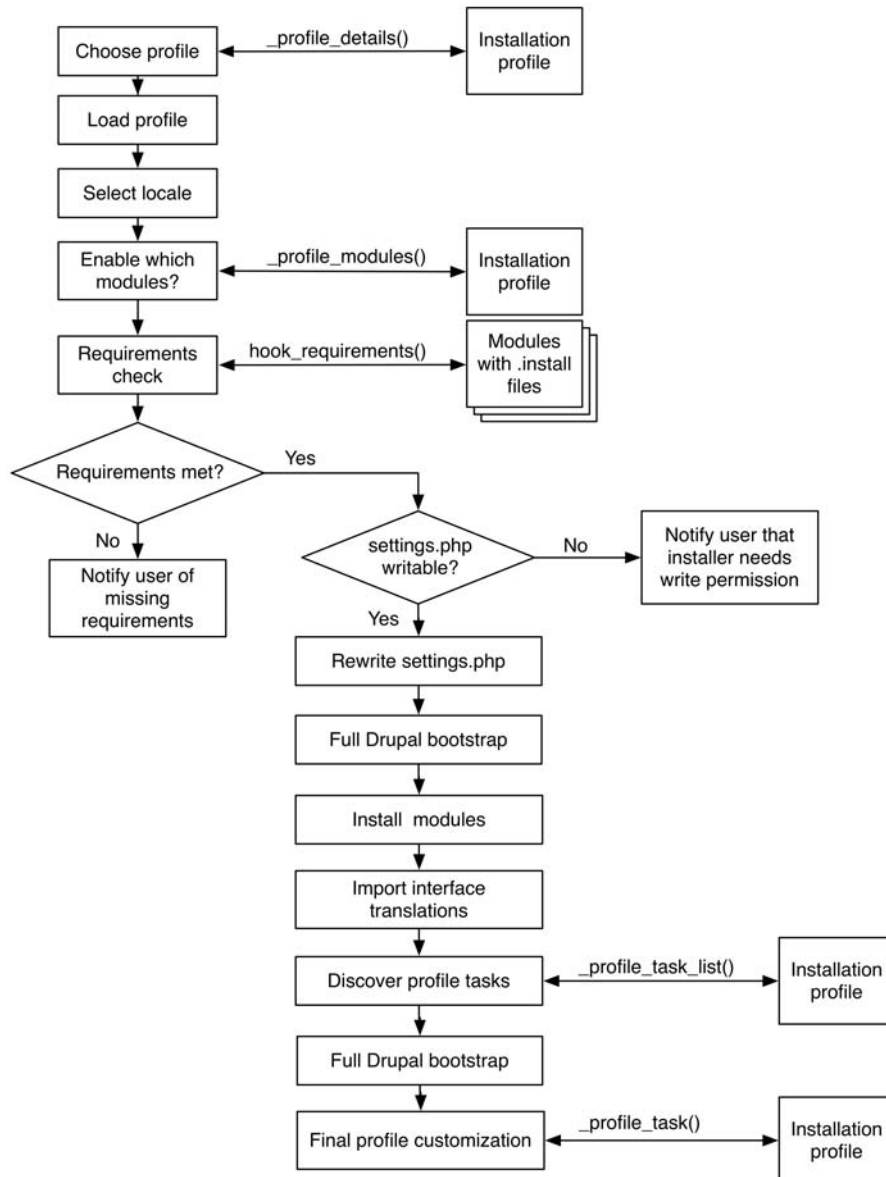 Choose profile
_profile_details()
Installation
profile
Load profile
Select locale
Enable which
modules?
_profile_modules()
Installation
profile
Requirements
check
hook_requirements()
Modules
with .install
files
Requirements met?
Yes
No
Notify user of
missing
requirements
settings.php
writable?
No
Notify user that
installer needs
write permission
Yes
Rewrite settings.php
Full Drupal bootstrap
Install modules
Import interface
translations
Discover profile tasks
_profile_task_list()
Installation
profile
Full Drupal bootstrap
Final profile customization
_profile_task()
Installation
profile